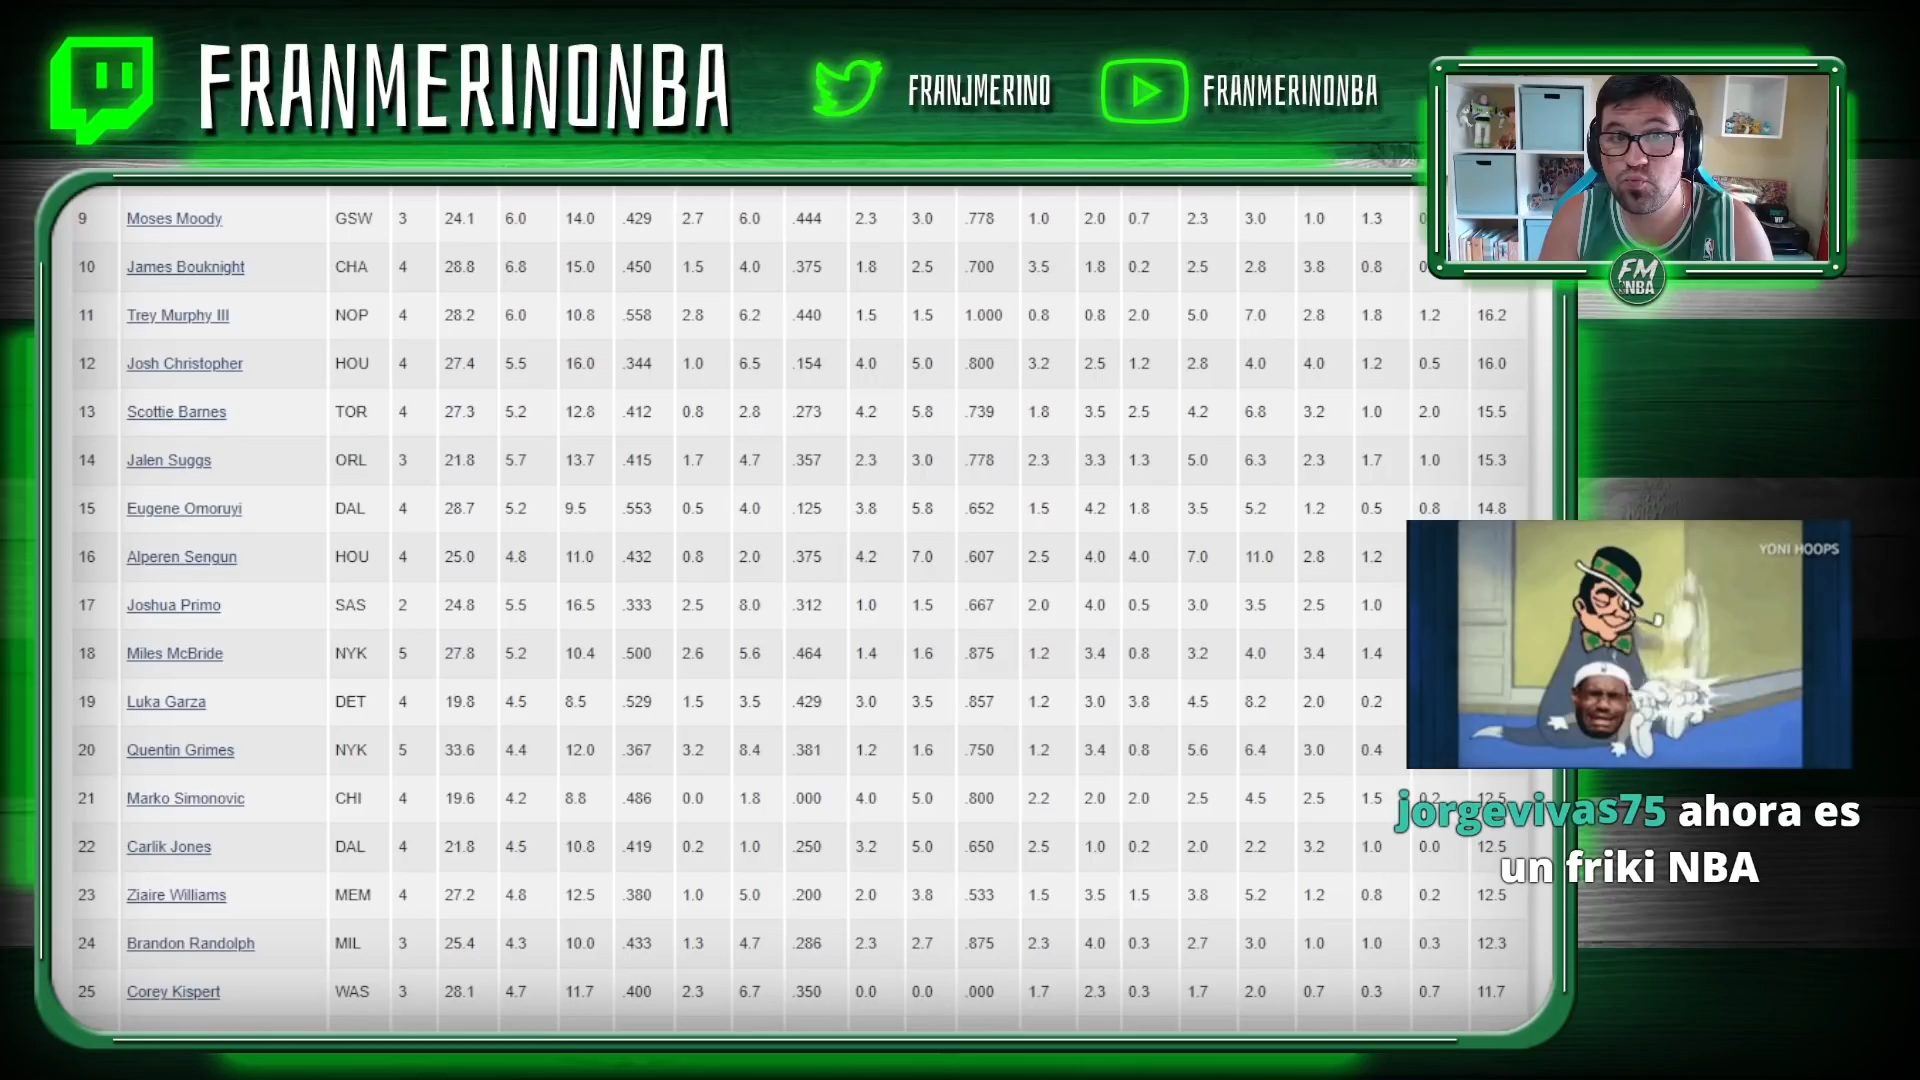 FRANMERINONBA
FRANJMERINO
FRANMERINONBA
FM
NBA
9 Moses Moody GSW 3 24.1 6.0 14.0 .429 2.7 6.0 .444 2.3 3.0 .778 1.0 2.0 0.7 2.3 3.0 1.0 1.3
10 James Bouknight CHA 4 28.8 6.8 15.0 .450 1.5 4.0 .375 1.8 2.5 .700 3.5 1.8 0.2 2.5 2.8 3.8 0.8
11 Trey Murphy III NOP 4 28.2 6.0 10.8 .558 2.8 6.2 .440 1.5 1.5 1.000 0.8 0.8 2.0 5.0 7.0 2.8 1.8 1.2 16.2
12 Josh Christopher HOU 4 27.4 5.5 16.0 .344 1.0 6.5 .154 4.0 5.0 .800 3.2 2.5 1.2 2.8 4.0 4.0 1.2 0.5 16.0
13 Scottie Barnes TOR 4 27.3 5.2 12.8 .412 0.8 2.8 .273 4.2 5.8 .739 1.8 3.5 2.5 4.2 6.8 3.2 1.0 2.0 15.5
14 Jalen Suggs ORL 3 21.8 5.7 13.7 .415 1.7 4.7 .357 2.3 3.0 .778 2.3 3.3 1.3 5.0 6.3 2.3 1.7 1.0 15.3
15 Eugene Omoruyi DAL 4 28.7 5.2 9.5 .553 0.5 4.0 .125 3.8 5.8 .652 1.5 4.2 1.8 3.5 5.2 1.2 0.5 0.8 14.8
16 Alperen Sengun HOU 4 25.0 4.8 11.0 .432 0.8 2.0 .375 4.2 7.0 .607 2.5 4.0 4.0 7.0 11.0 2.8 1.2
17 Joshua Primo SAS 2 24.8 5.5 16.5 .333 2.5 8.0 .312 1.0 1.5 .667 2.0 4.0 0.5 3.0 3.5 2.5 1.0
18 Miles McBride NYK 5 27.8 5.2 10.4 .500 2.6 5.6 .464 1.4 1.6 .875 1.2 3.4 0.8 3.2 4.0 3.4 1.4
19 Luka Garza DET 4 19.8 4.5 8.5 .529 1.5 3.5 .429 3.0 3.5 .857 1.2 3.0 3.8 4.5 8.2 2.0 0.2
20 Quentin Grimes NYK 5 33.6 4.4 12.0 .367 3.2 8.4 .381 1.2 1.6 .750 1.2 3.4 0.8 5.6 6.4 3.0 0.4
21 Marko Simonovic CHI 4 19.6 4.2 8.8 .486 0.0 1.8 .000 4.0 5.0 .800 2.2 2.0 2.0 2.5 4.5 2.5 1.5 0.2 12.5
22 Carlik Jones DAL 4 21.8 4.5 10.8 .419 0.2 1.0 .250 3.2 5.0 .650 2.5 1.0 0.2 2.0 2.2 3.2 1.0 0.0 12.5
23 Ziaire Williams MEM 4 27.2 4.8 12.5 .380 1.0 5.0 .200 2.0 3.8 .533 1.5 3.5 1.5 3.8 5.2 1.2 0.8 0.2 12.5
24 Brandon Randolph MIL 3 25.4 4.3 10.0 .433 1.3 4.7 .286 2.3 2.7 .875 2.3 4.0 0.3 2.7 3.0 1.0 1.0 0.3 12.3
25 Corey Kispert WAS 3 28.1 4.7 11.7 .400 2.3 6.7 .350 0.0 0.0 .000 1.7 2.3 0.3 1.7 2.0 0.7 0.3 0.7 11.7
YONI HOOPS
jorgevivas75 ahora es
un friki NBA